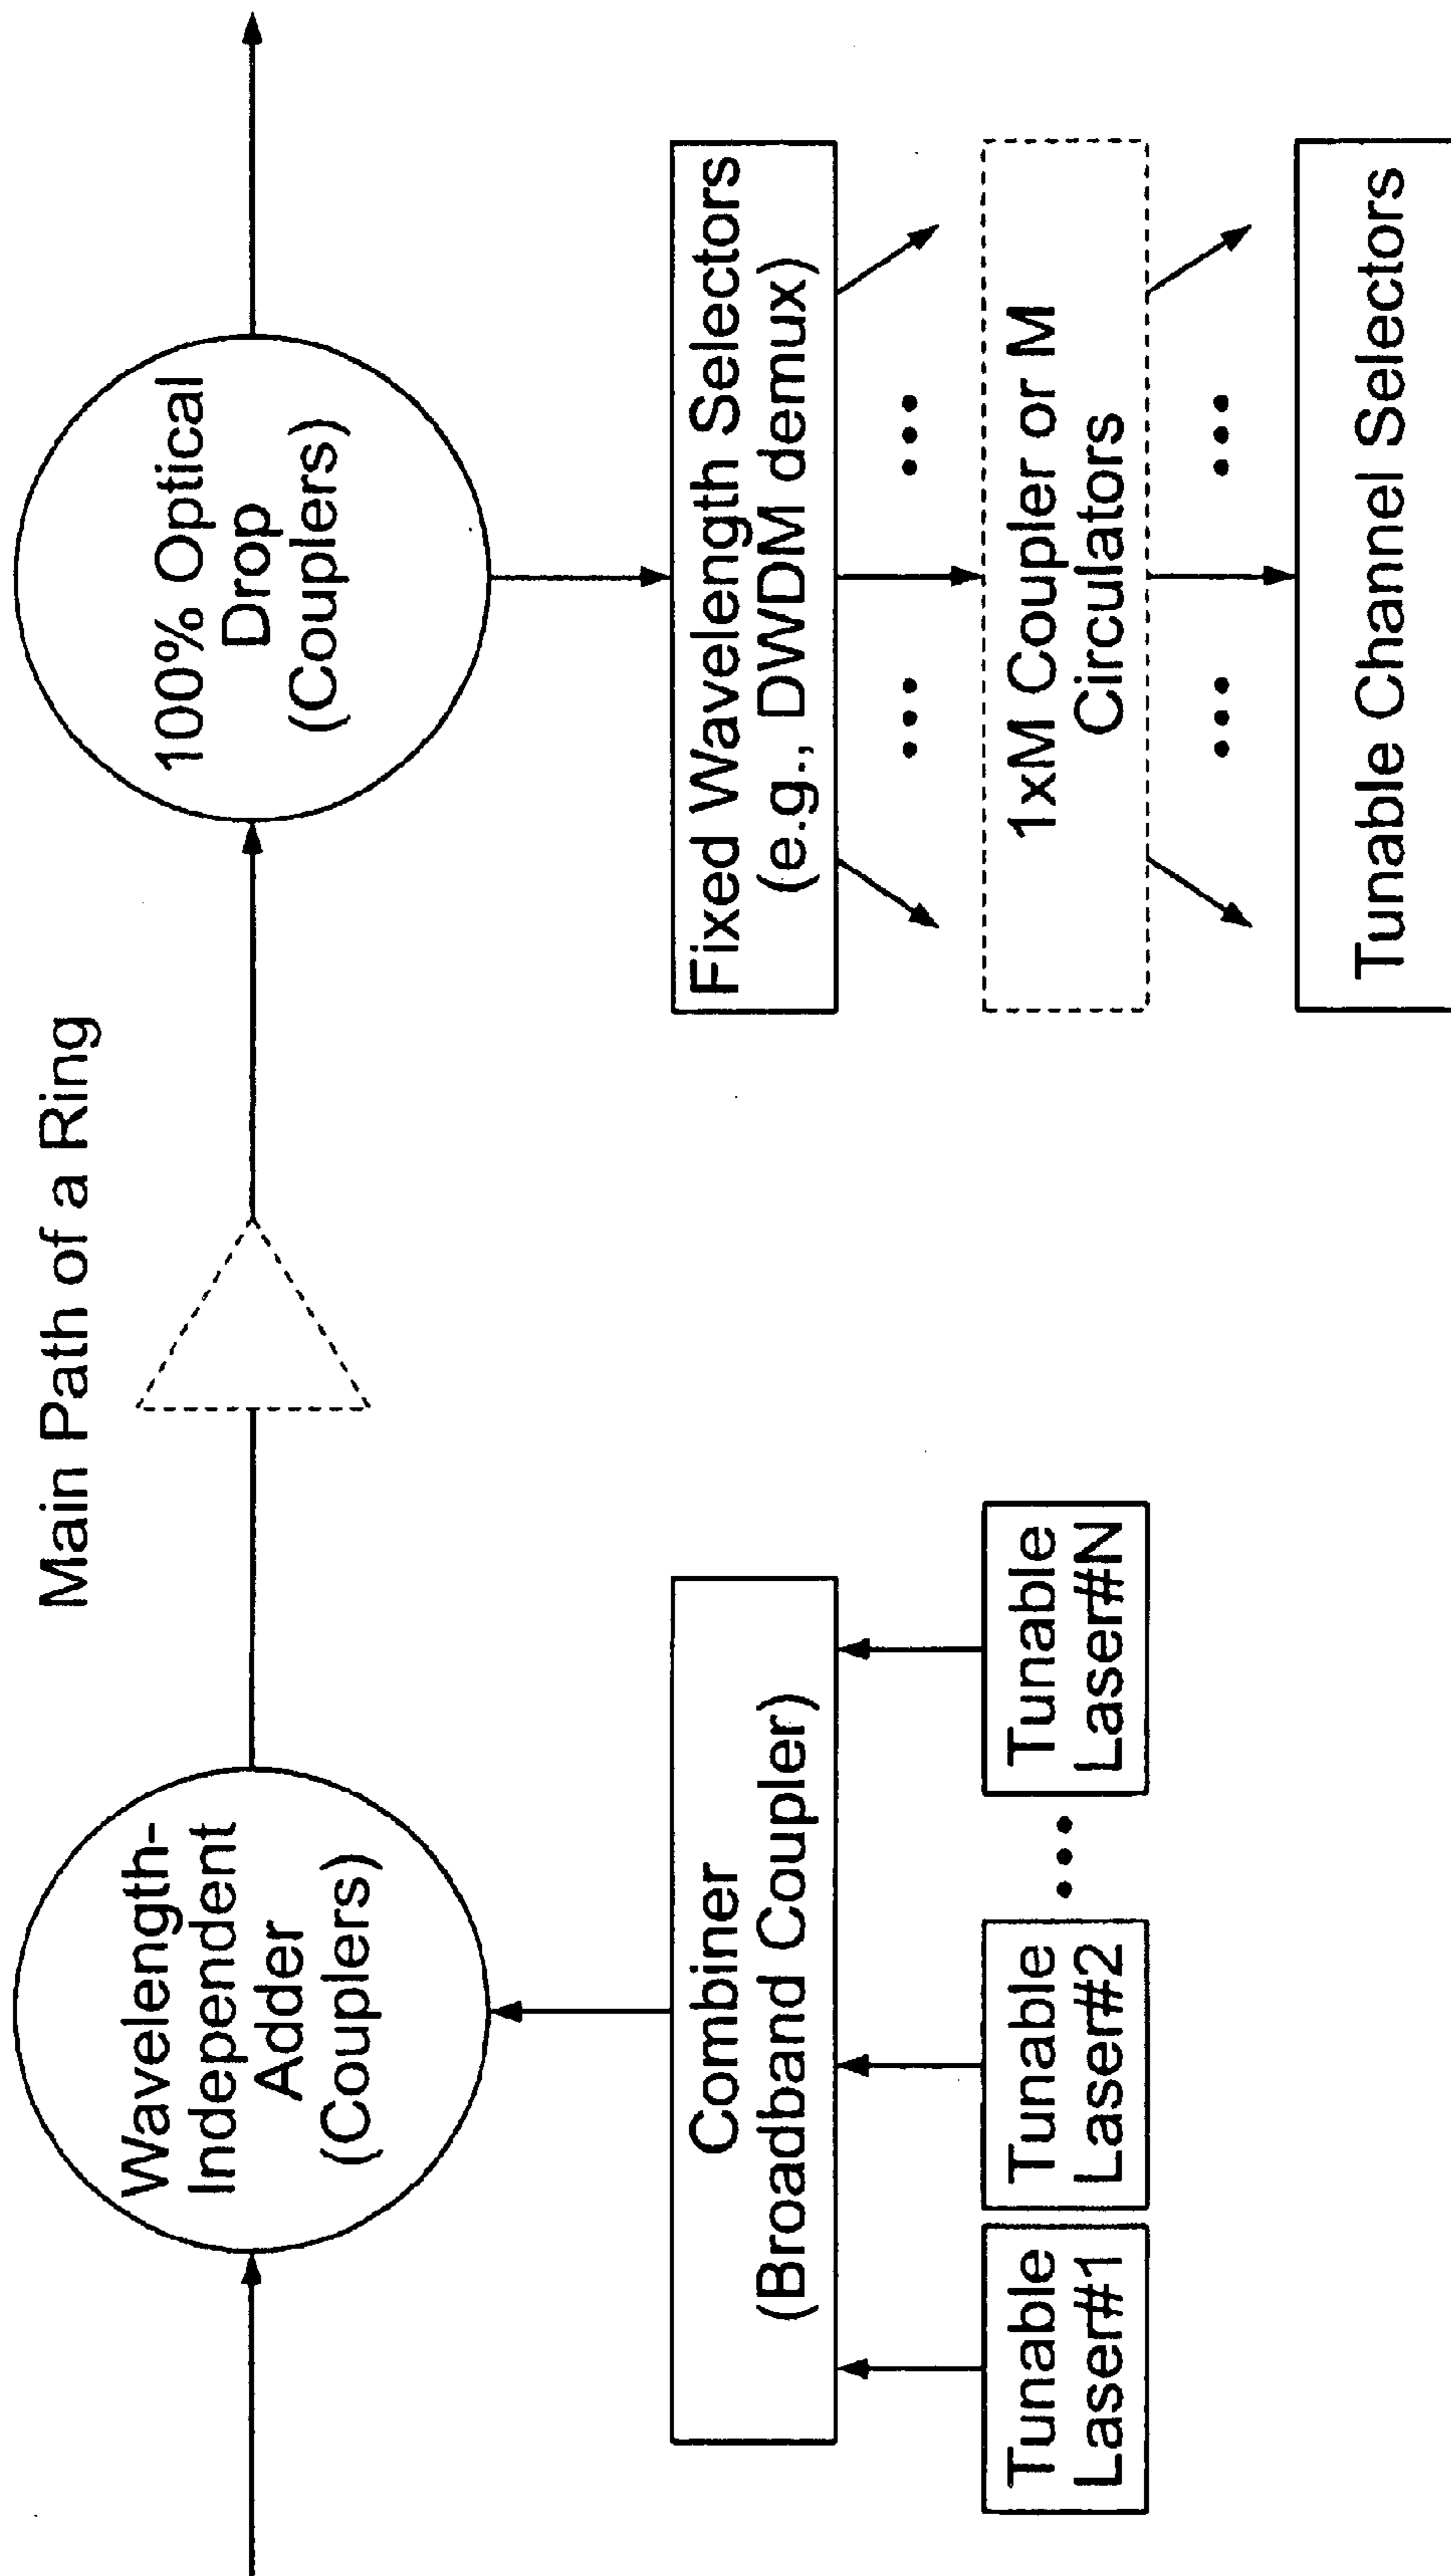 Main Path of a Ring
Wavelength-
Independent
Adder
(Couplers)
100% Optical
Drop
(Couplers)
Combiner
(Broadband Coupler)
Tunable
Laser#1
Tunable
Laser#2
•••
Tunable
Laser#N
Fixed Wavelength Selectors
(e.g., DWDM demux)
••• •••
1xM Coupler or M
Circulators
••• •••
Tunable Channel Selectors